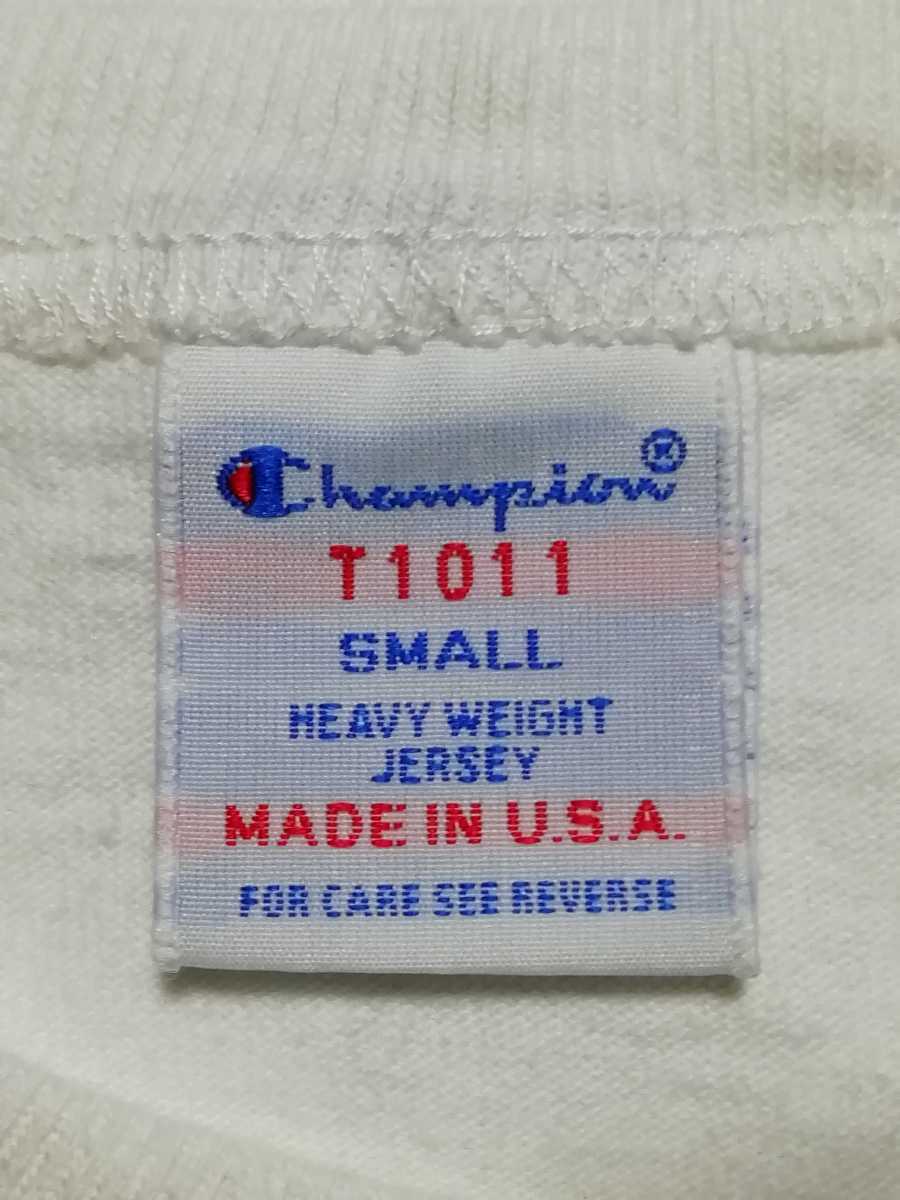 Champion®
T1011
SMALL
HEAVY WEIGHT
JERSEY
MADE IN U.S.A.
FOR CARE SEE REVERSE